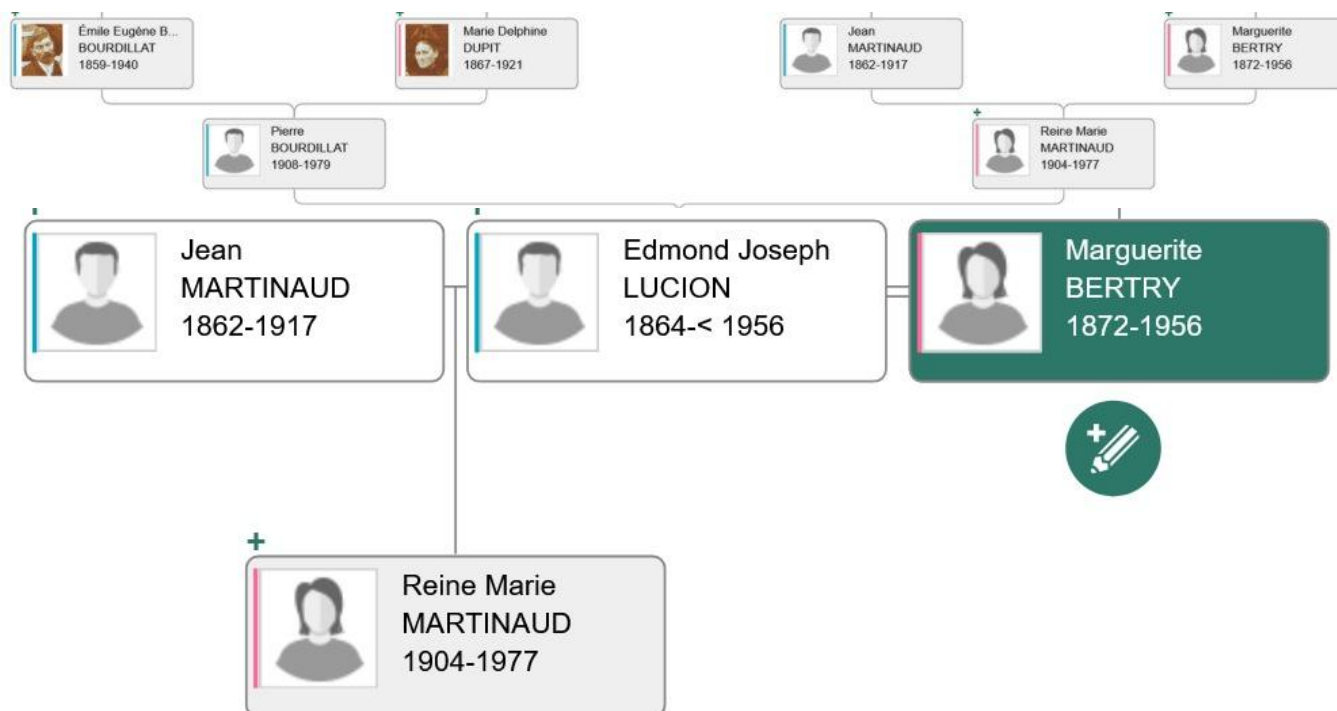 Émile Eugène B...
BOURDILLAT
1859-1940
Marie Delphine
DUPIT
1867-1921
Jean
MARTINAUD
1862-1917
Marguerite
BERTRY
1872-1956
Pierre
BOURDILLAT
1908-1979
Reine Marie
MARTINAUD
1904-1977
Jean
MARTINAUD
1862-1917
Edmond Joseph
LUCION
1864-< 1956
Marguerite
BERTRY
1872-1956
Reine Marie
MARTINAUD
1904-1977